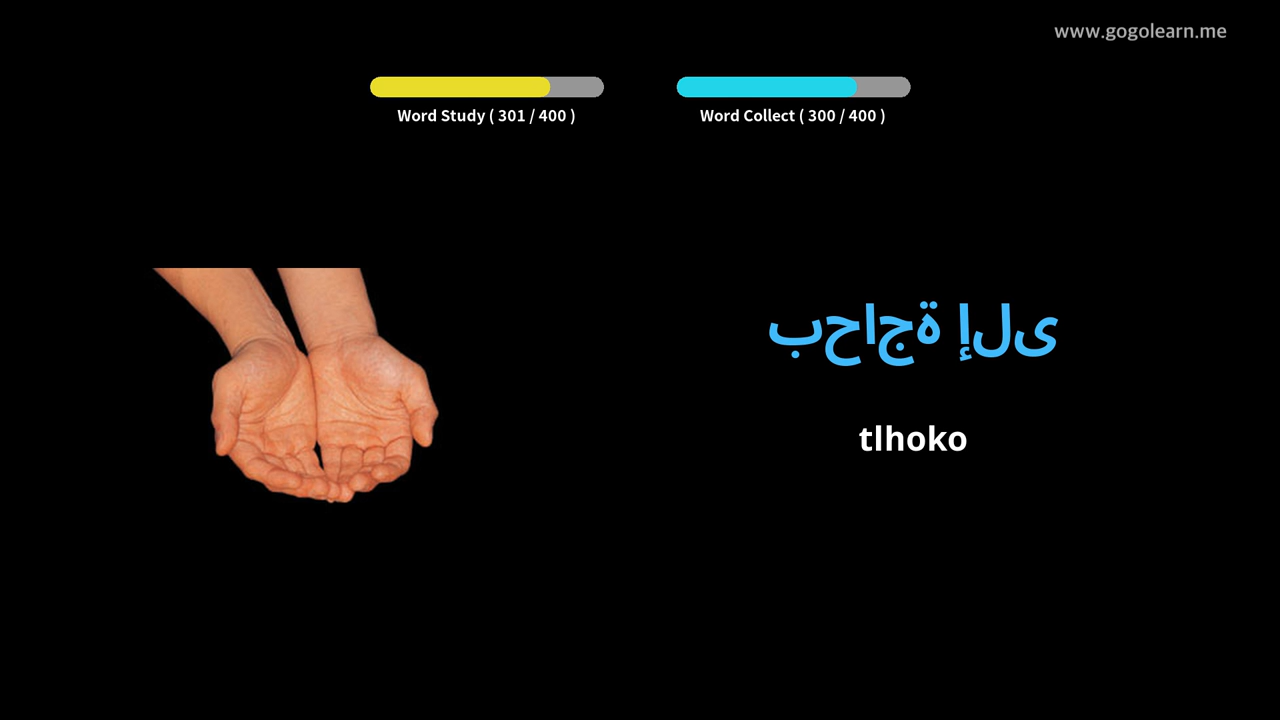 www.gogolearn.me
Word Study ( 301 / 400 )
Word Collect ( 300 / 400 )
بحاجة إلى
tlhoko